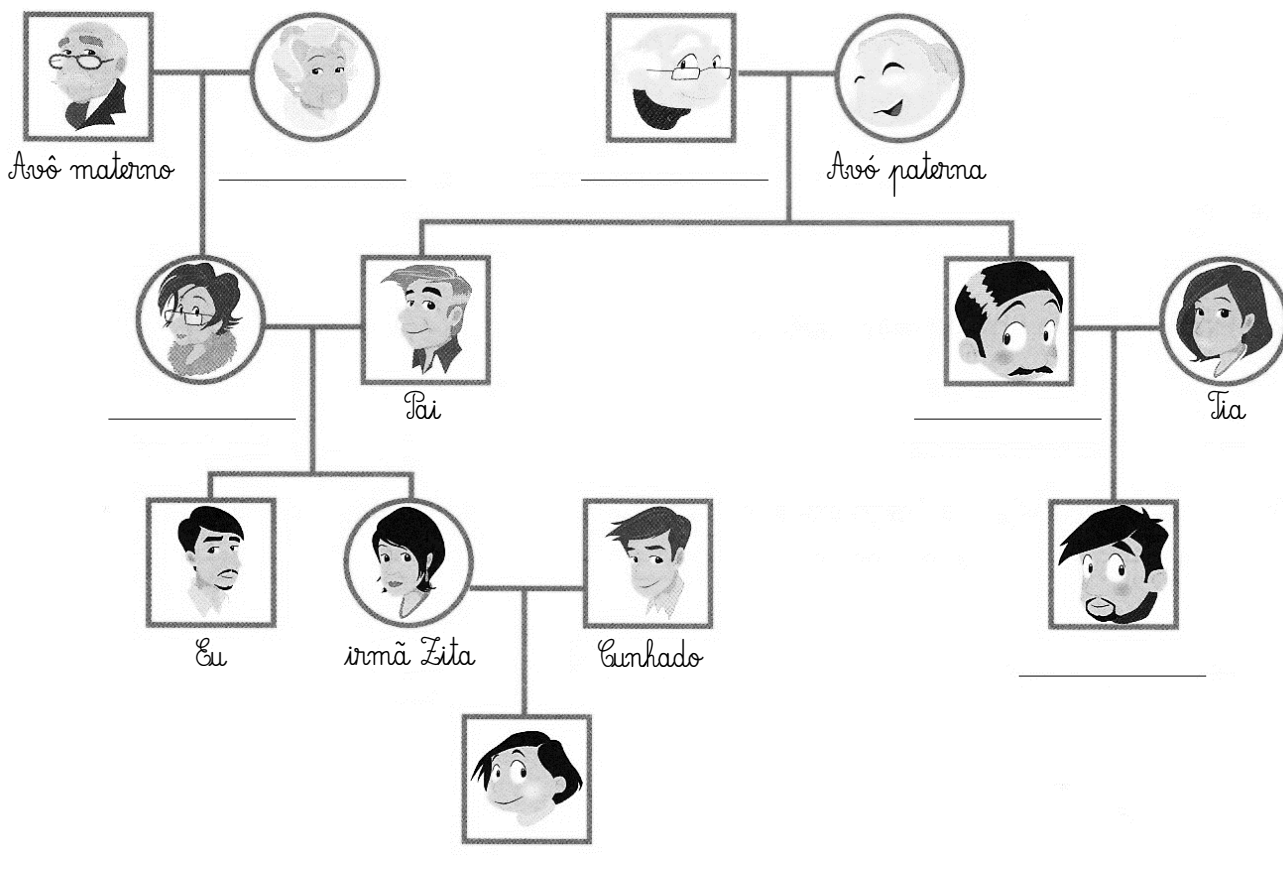 Avô materno
Avó paterna
Pai
Tia
Eu
irmã Zita
Cunhado